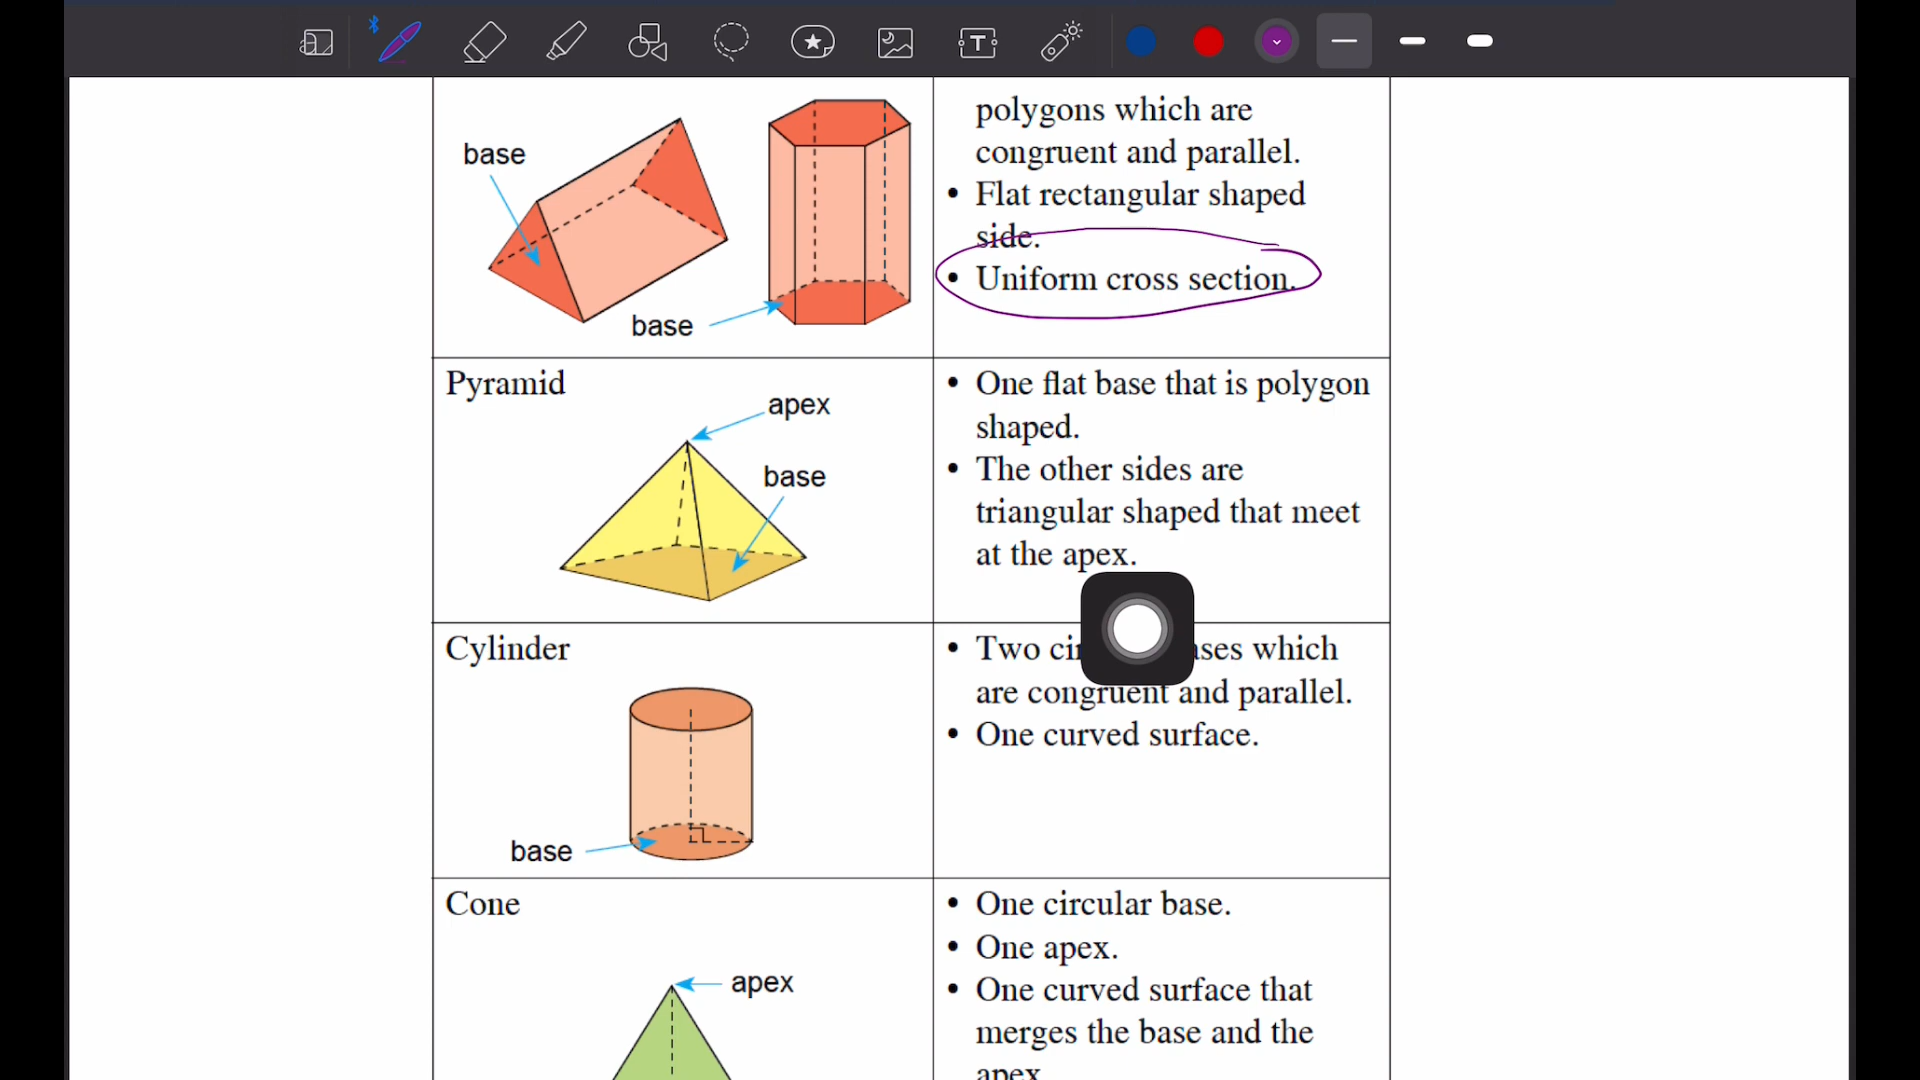 polygons which are
congruent and parallel.
• Flat rectangular shaped
side.
• Uniform cross section.
base
base
Pyramid
apex
base
• One flat base that is polygon
shaped.
• The other sides are
triangular shaped that meet
at the apex.
Cylinder
base
• Two which
are congruent and parallel.
• One curved surface.
Cone
apex
• One circular base.
• One apex.
• One curved surface that
merges the base and the
apex